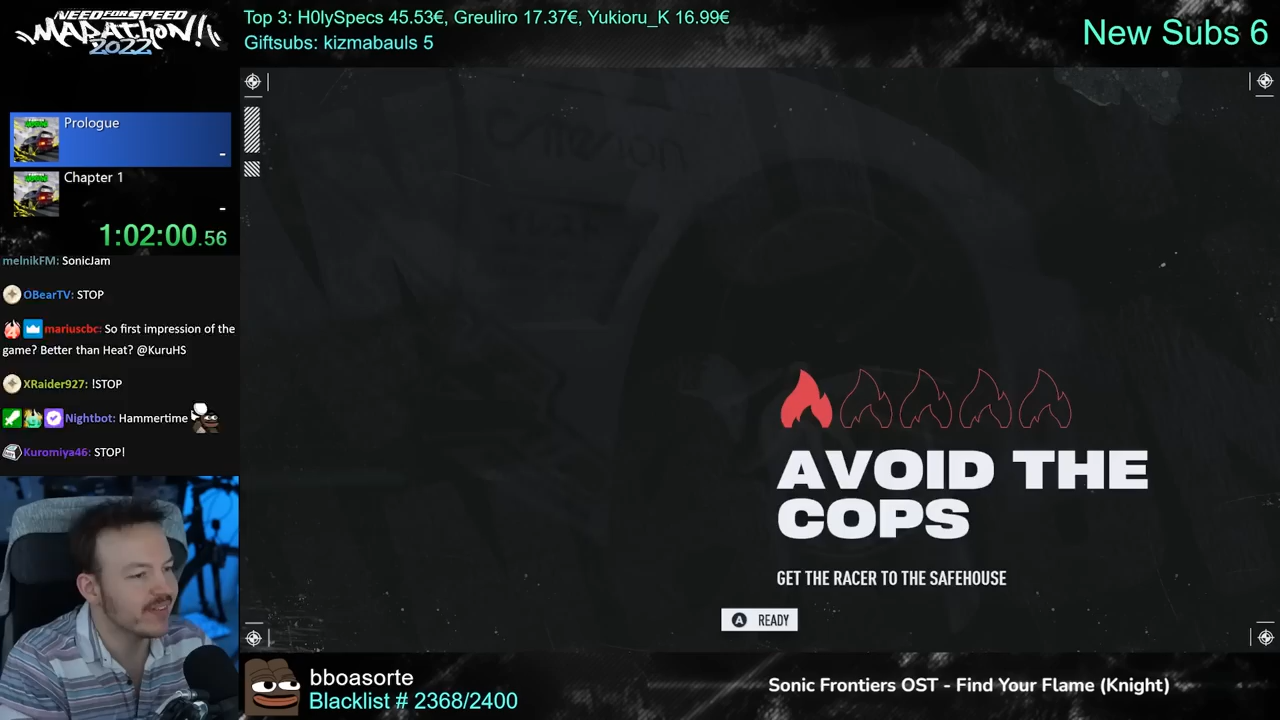 NEED FOR SPEED
MARATHON!!
2022
Top 3: H0lySpecs 45.53€, Greuliro 17.37€, Yukioru_K 16.99€
Giftsubs: kizmabauls 5
New Subs 6
Prologue
-
Chapter 1
-
1:02:00.56
melnikFM: SonicJam
OBearTV: STOP
mariuscbc: So first impression of the
game? Better than Heat? @KuruHS
XRaider927: !STOP
Nightbot: Hammertime
Kuromiya46: STOP!
AVOID THE
COPS
GET THE RACER TO THE SAFEHOUSE
A READY
bboasorte
Blacklist # 2368/2400
Sonic Frontiers OST - Find Your Flame (Knight)